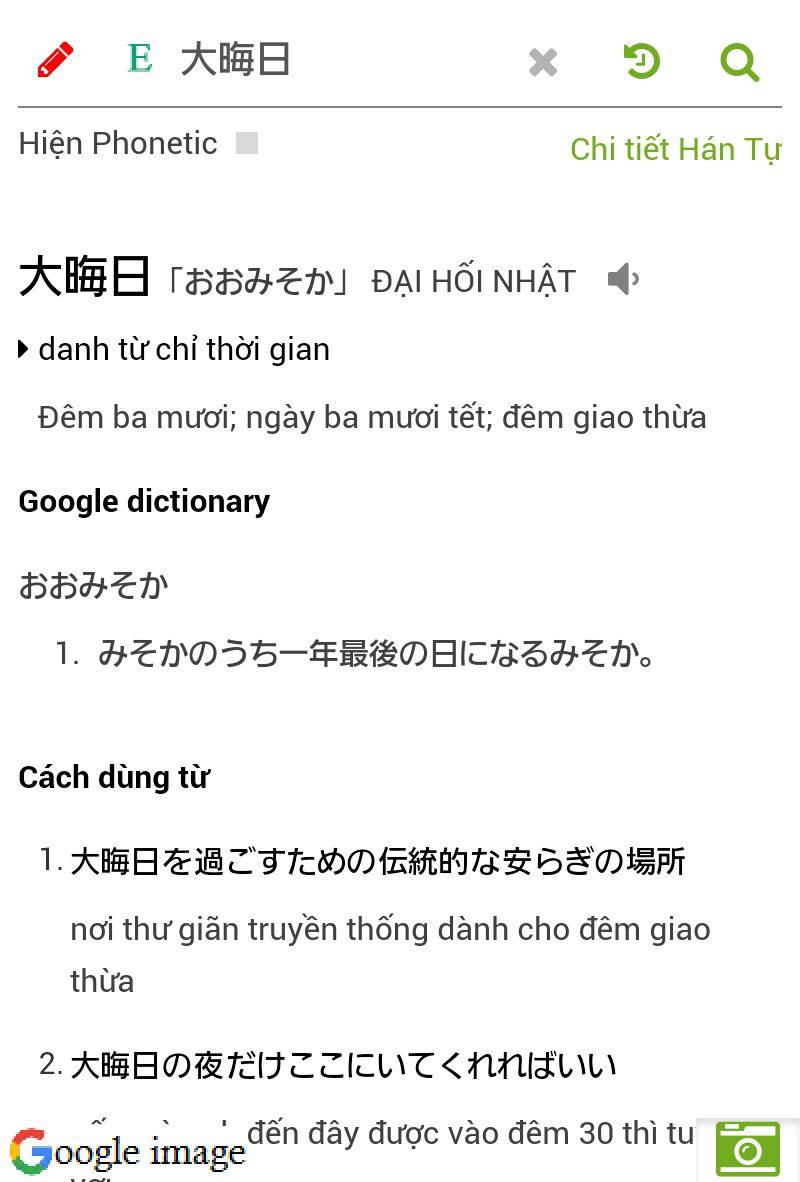 E 大晦日
Hiện Phonetic
Chi tiết Hán Tự
大晦日「おおみそか」 ĐẠI HỐI NHẬT
danh từ chỉ thời gian
Đêm ba mươi; ngày ba mươi tết; đêm giao thừa
Google dictionary
おおみそか
1. みそかのうち一年最後の日になるみそか。
Cách dùng từ
1. 大晦日を過ごすための伝統的な安らぎの場所
nơi thư giãn truyền thống dành cho đêm giao
thừa
2. 大晦日の夜だけここにいてくれればいい
đến đây được vào đêm 30 thì
Google image